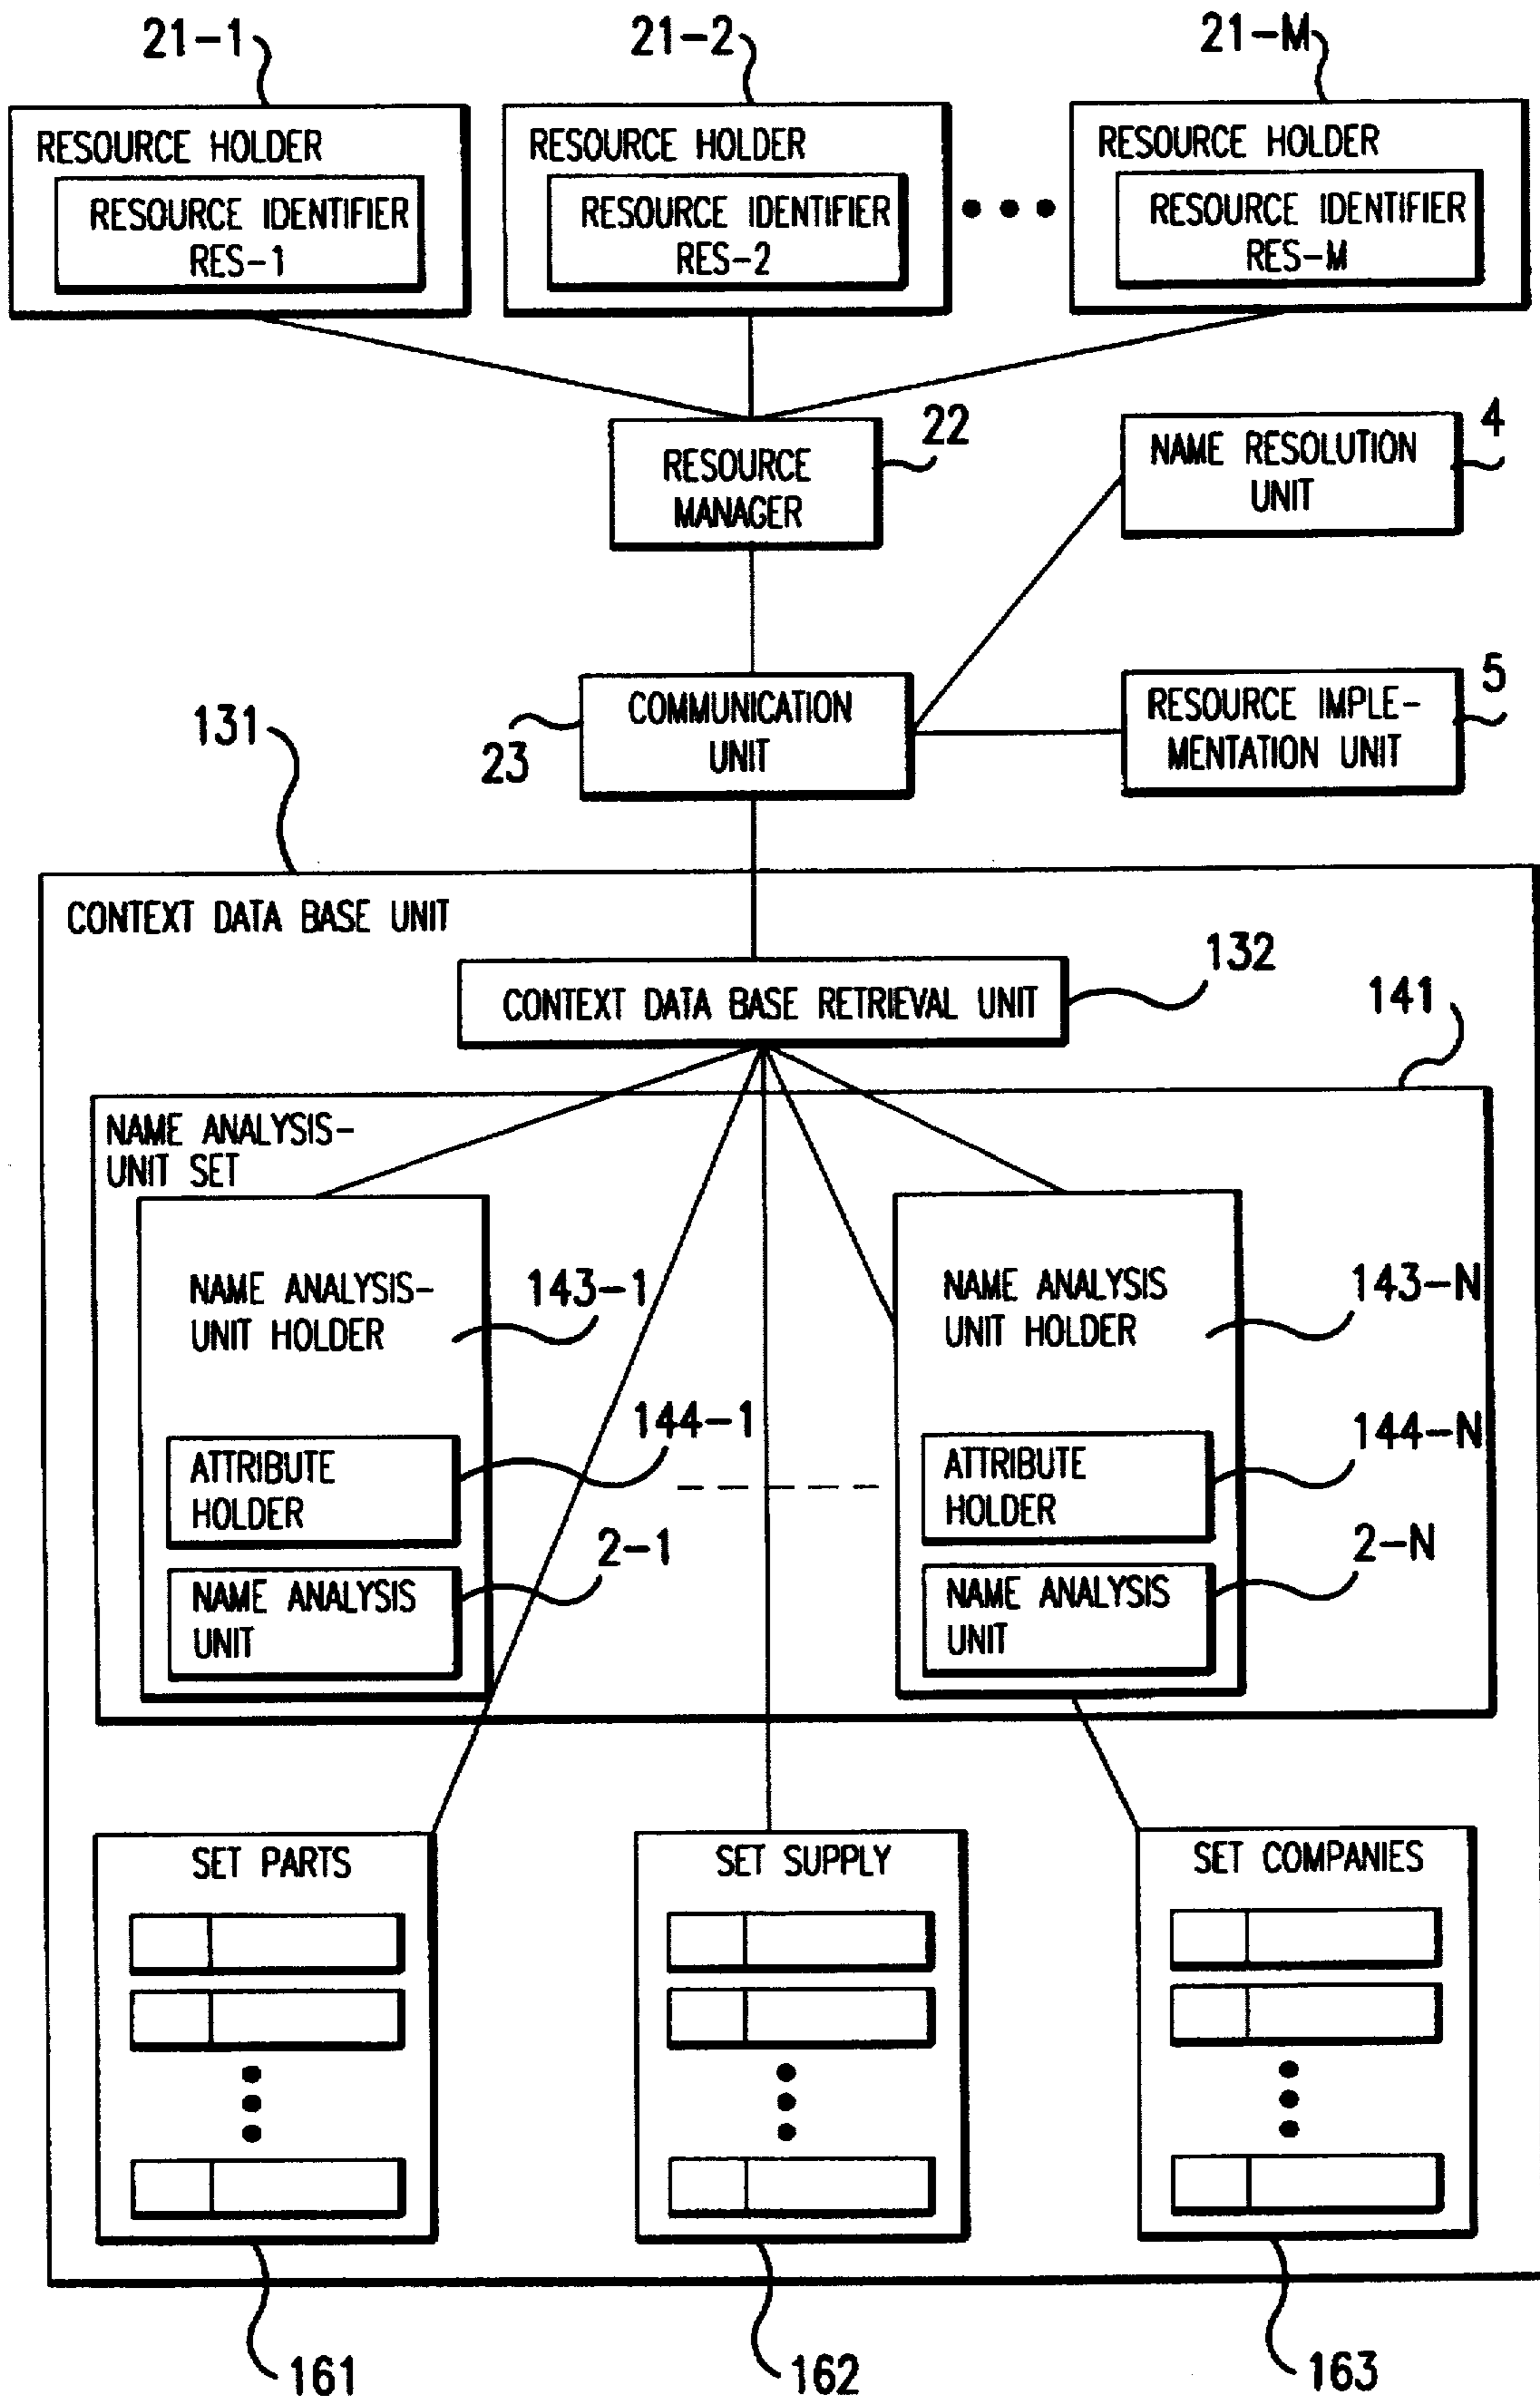 21-1
21-2
21-M
RESOURCE HOLDER
RESOURCE IDENTIFIER
RES-1
RESOURCE HOLDER
RESOURCE IDENTIFIER
RES-2
RESOURCE HOLDER
RESOURCE IDENTIFIER
RES-M
RESOURCE
MANAGER
22
NAME RESOLUTION
UNIT
4
COMMUNICATION
UNIT
23
RESOURCE IMPLE-
MENTATION UNIT
5
131
CONTEXT DATA BASE UNIT
CONTEXT DATA BASE RETRIEVAL UNIT
132
141
NAME ANALYSIS-
UNIT SET
NAME ANALYSIS-
UNIT HOLDER
143-1
ATTRIBUTE
HOLDER
144-1
NAME ANALYSIS
UNIT
2-1
NAME ANALYSIS
UNIT HOLDER
143-N
ATTRIBUTE
HOLDER
144-N
NAME ANALYSIS
UNIT
2-N
SET PARTS
SET SUPPLY
SET COMPANIES
161
162
163